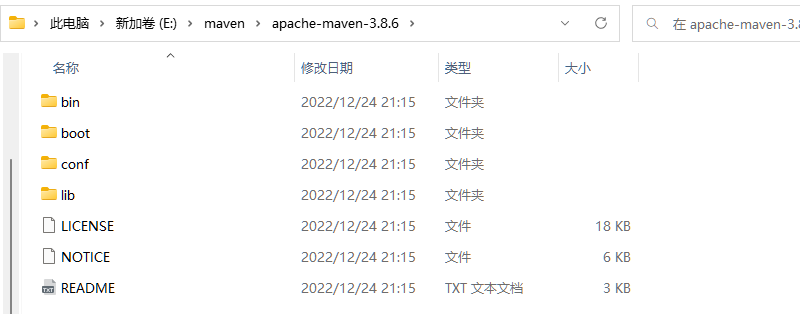 此电脑 新加卷 (E:) maven apache-maven-3.8.6 在 apache-maven-3.8
名称 修改日期 类型 大小
bin 2022/12/24 21:15 文件夹
boot 2022/12/24 21:15 文件夹
conf 2022/12/24 21:15 文件夹
lib 2022/12/24 21:15 文件夹
LICENSE 2022/12/24 21:15 文件 18 KB
NOTICE 2022/12/24 21:15 文件 6 KB
README 2022/12/24 21:15 TXT 文本文档 3 KB